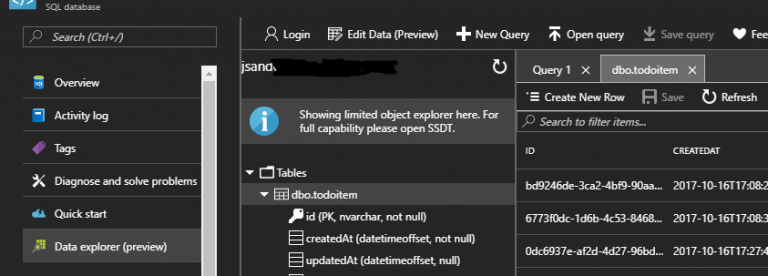 SQL database
Search (Ctrl+/)
Overview
Activity log
Tags
Diagnose and solve problems
Quick start
Data explorer (preview)
Login
Edit Data (Preview)
New Query
Open query
Save query
Fee
jsand
Showing limited object explorer here. For
full capability please open SSDT.
Tables
dbo.todoitem
id (PK, nvarchar, not null)
createdAt (datetimeoffset, not null)
updatedAt (datetimeoffset, null)
Query 1
dbo.todoitem
Create New Row
Save
Refresh
Search to filter items...
ID
CREATEDAT
bd9246de-3ca2-4bf9-90aa...
2017-10-16T17:08:2
6773f0dc-1d6b-4c53-8468...
2017-10-16T17:08:3
0dc6937e-af2d-4d27-96bd...
2017-10-16T17:27:4